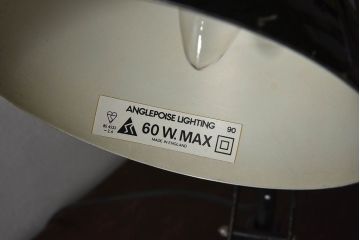 ANGLEPOISE LIGHTING
90
60 W. MAX
MADE IN ENGLAND